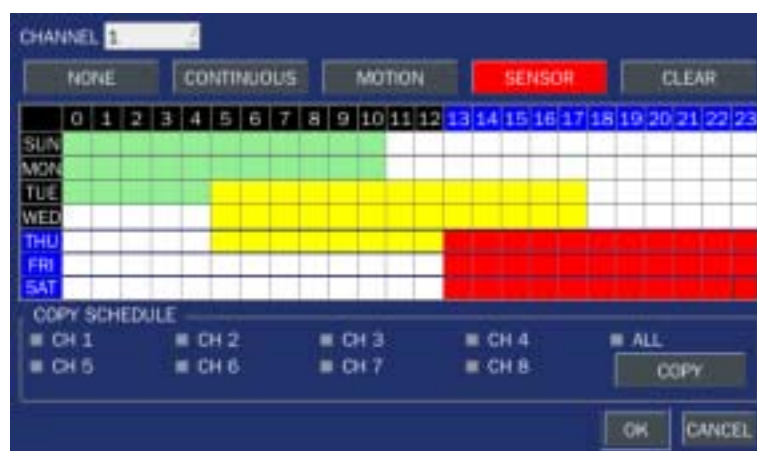 CHANNEL 1
NONE CONTINUOUS MOTION SENSOR CLEAR
0 1 2 3 4 5 6 7 8 9 10 11 12 13 14 15 16 17 18 19 20 21 22 23
SUN
MON
TUE
WED
THU
FRI
SAT
COPY SCHEDULE
CH 1 CH 2 CH 3 CH 4 ALL
CH 5 CH 6 CH 7 CH 8 COPY
OK CANCEL